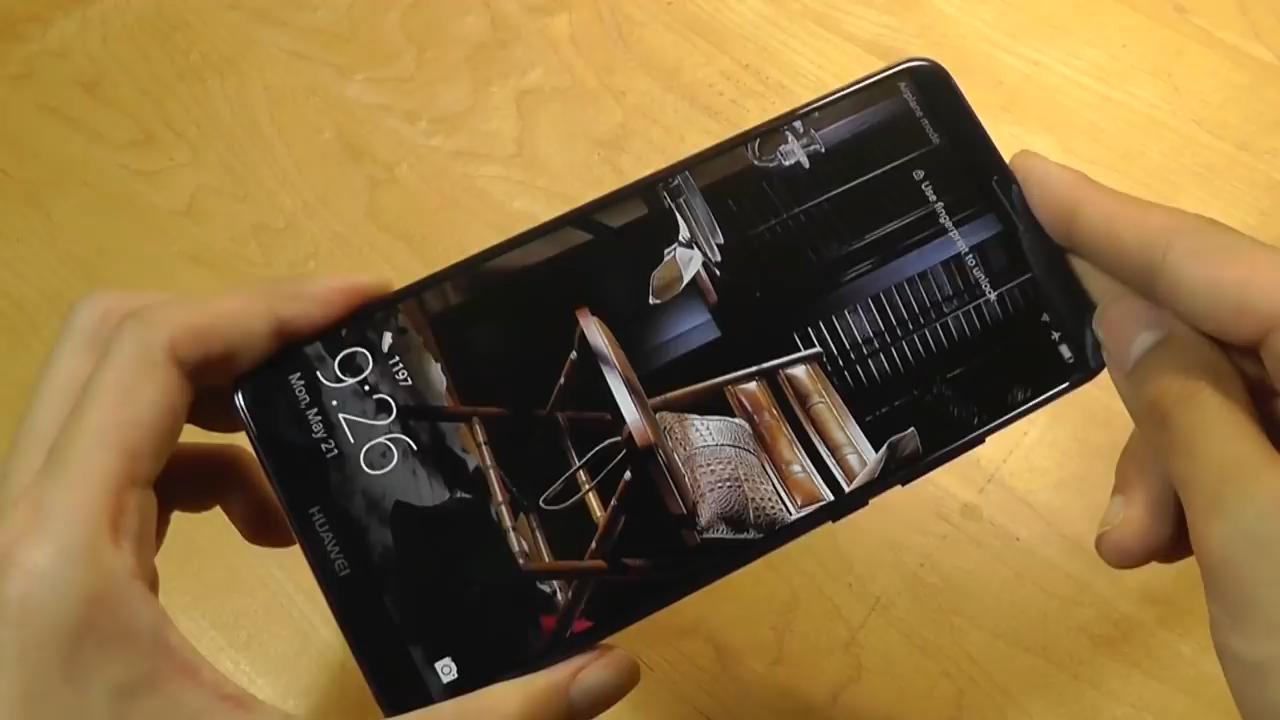 Airplane mode
Use fingerprint to unlock
1197
9:26
Mon, May 21
HUAWEI